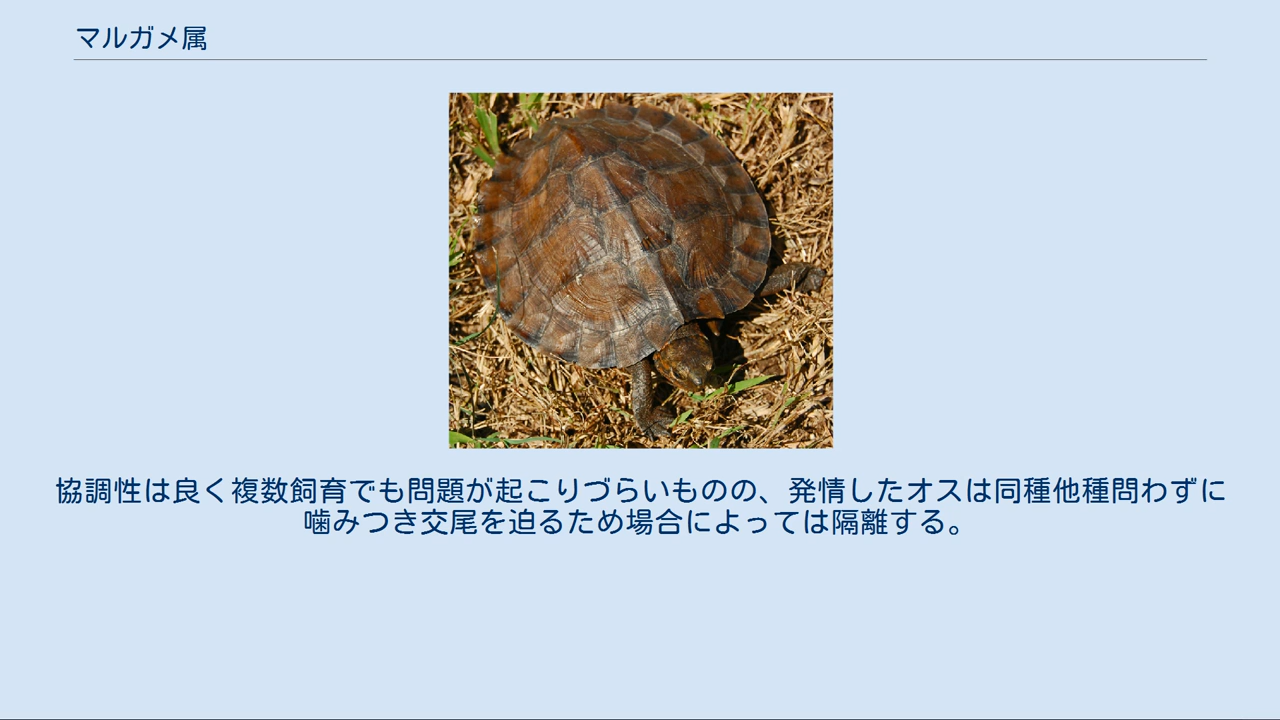 マルガメ属
協調性は良く複数飼育でも問題が起こりづらいものの、発情したオスは同種他種問わずに
噛みつき交尾を迫るため場合によっては隔離する。